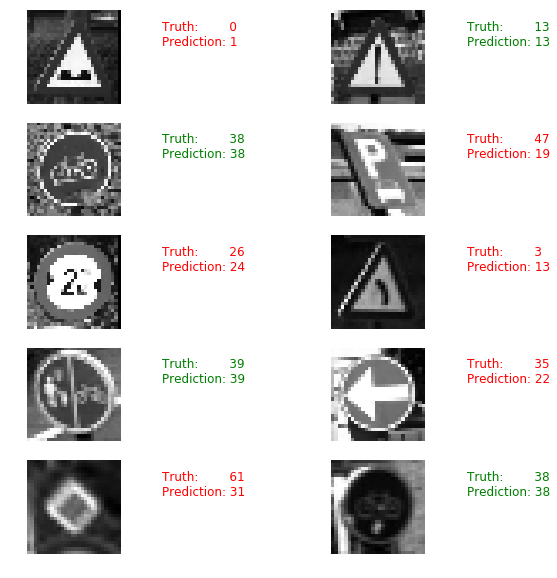 Truth: 0
Prediction: 1
Truth: 13
Prediction: 13
Truth: 38
Prediction: 38
P
Truth: 47
Prediction: 19
Truth: 26
Prediction: 24
Truth: 3
Prediction: 13
Truth: 39
Prediction: 39
Truth: 35
Prediction: 22
Truth: 61
Prediction: 31
Truth: 38
Prediction: 38